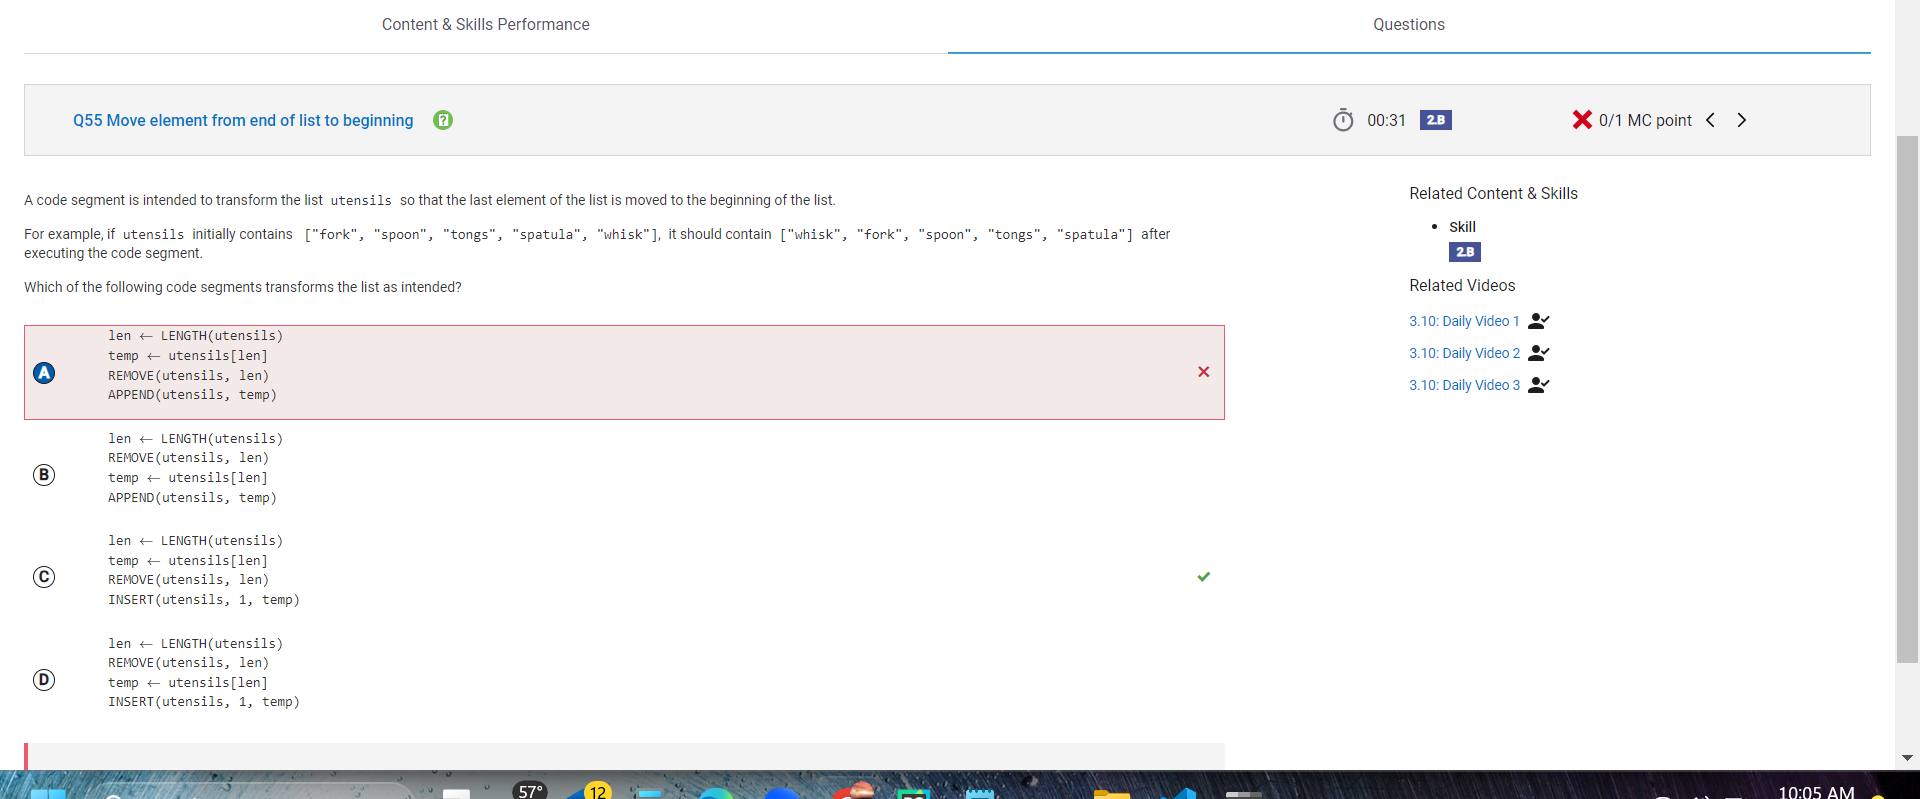 Content & Skills Performance
Questions
Q55 Move element from end of list to beginning
00:31
2.B
0/1 MC point
A code segment is intended to transform the list utensils so that the last element of the list is moved to the beginning of the list.
For example, if utensils initially contains ["fork", "spoon", "tongs", "spatula", "whisk"], it should contain ["whisk", "fork", "spoon", "tongs", "spatula"] after
executing the code segment.
Which of the following code segments transforms the list as intended?
A
len ← LENGTH(utensils)
temp ← utensils[len]
REMOVE(utensils, len)
APPEND(utensils, temp)
B
len ← LENGTH(utensils)
REMOVE(utensils, len)
temp ← utensils[len]
APPEND(utensils, temp)
C
len ← LENGTH(utensils)
temp ← utensils[len]
REMOVE(utensils, len)
INSERT(utensils, 1, temp)
D
len ← LENGTH(utensils)
REMOVE(utensils, len)
temp ← utensils[len]
INSERT(utensils, 1, temp)
Related Content & Skills
• Skill
2.B
Related Videos
3.10: Daily Video 1
3.10: Daily Video 2
3.10: Daily Video 3
57°
12
10:05 AM